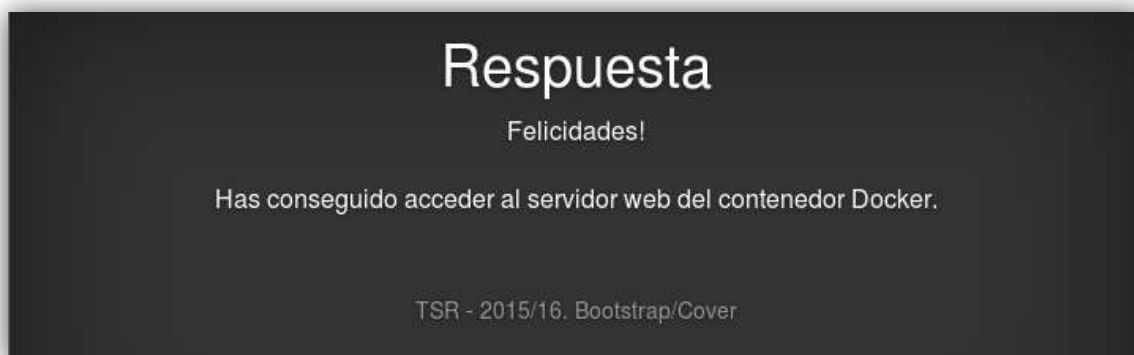 Respuesta
Felicidades!
Has conseguido acceder al servidor web del contenedor Docker.
TSR - 2015/16. Bootstrap/Cover